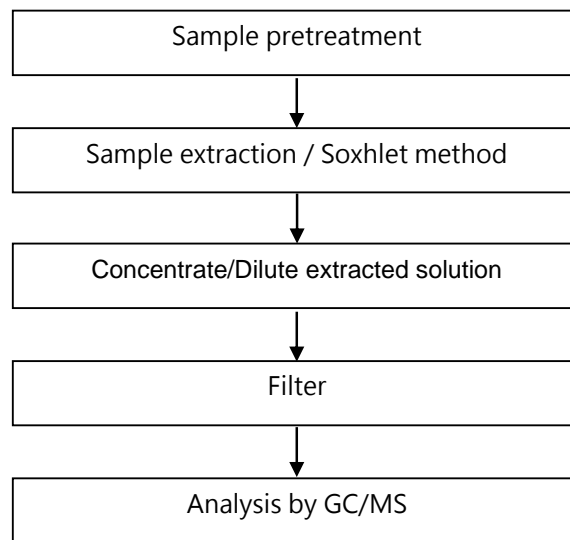 Sample pretreatment
Sample extraction / Soxhlet method
Concentrate/Dilute extracted solution
Filter
Analysis by GC/MS